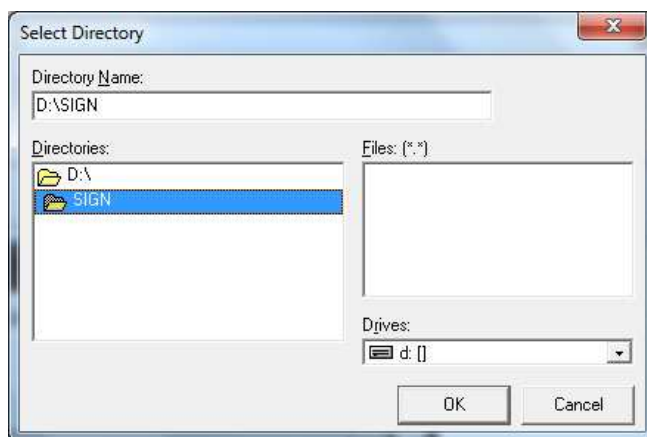 Select Directory
Directory Name:
D:\SIGN
Directories:
D:\
SIGN
Files: (*.*)
Drives:
d: []
OK
Cancel